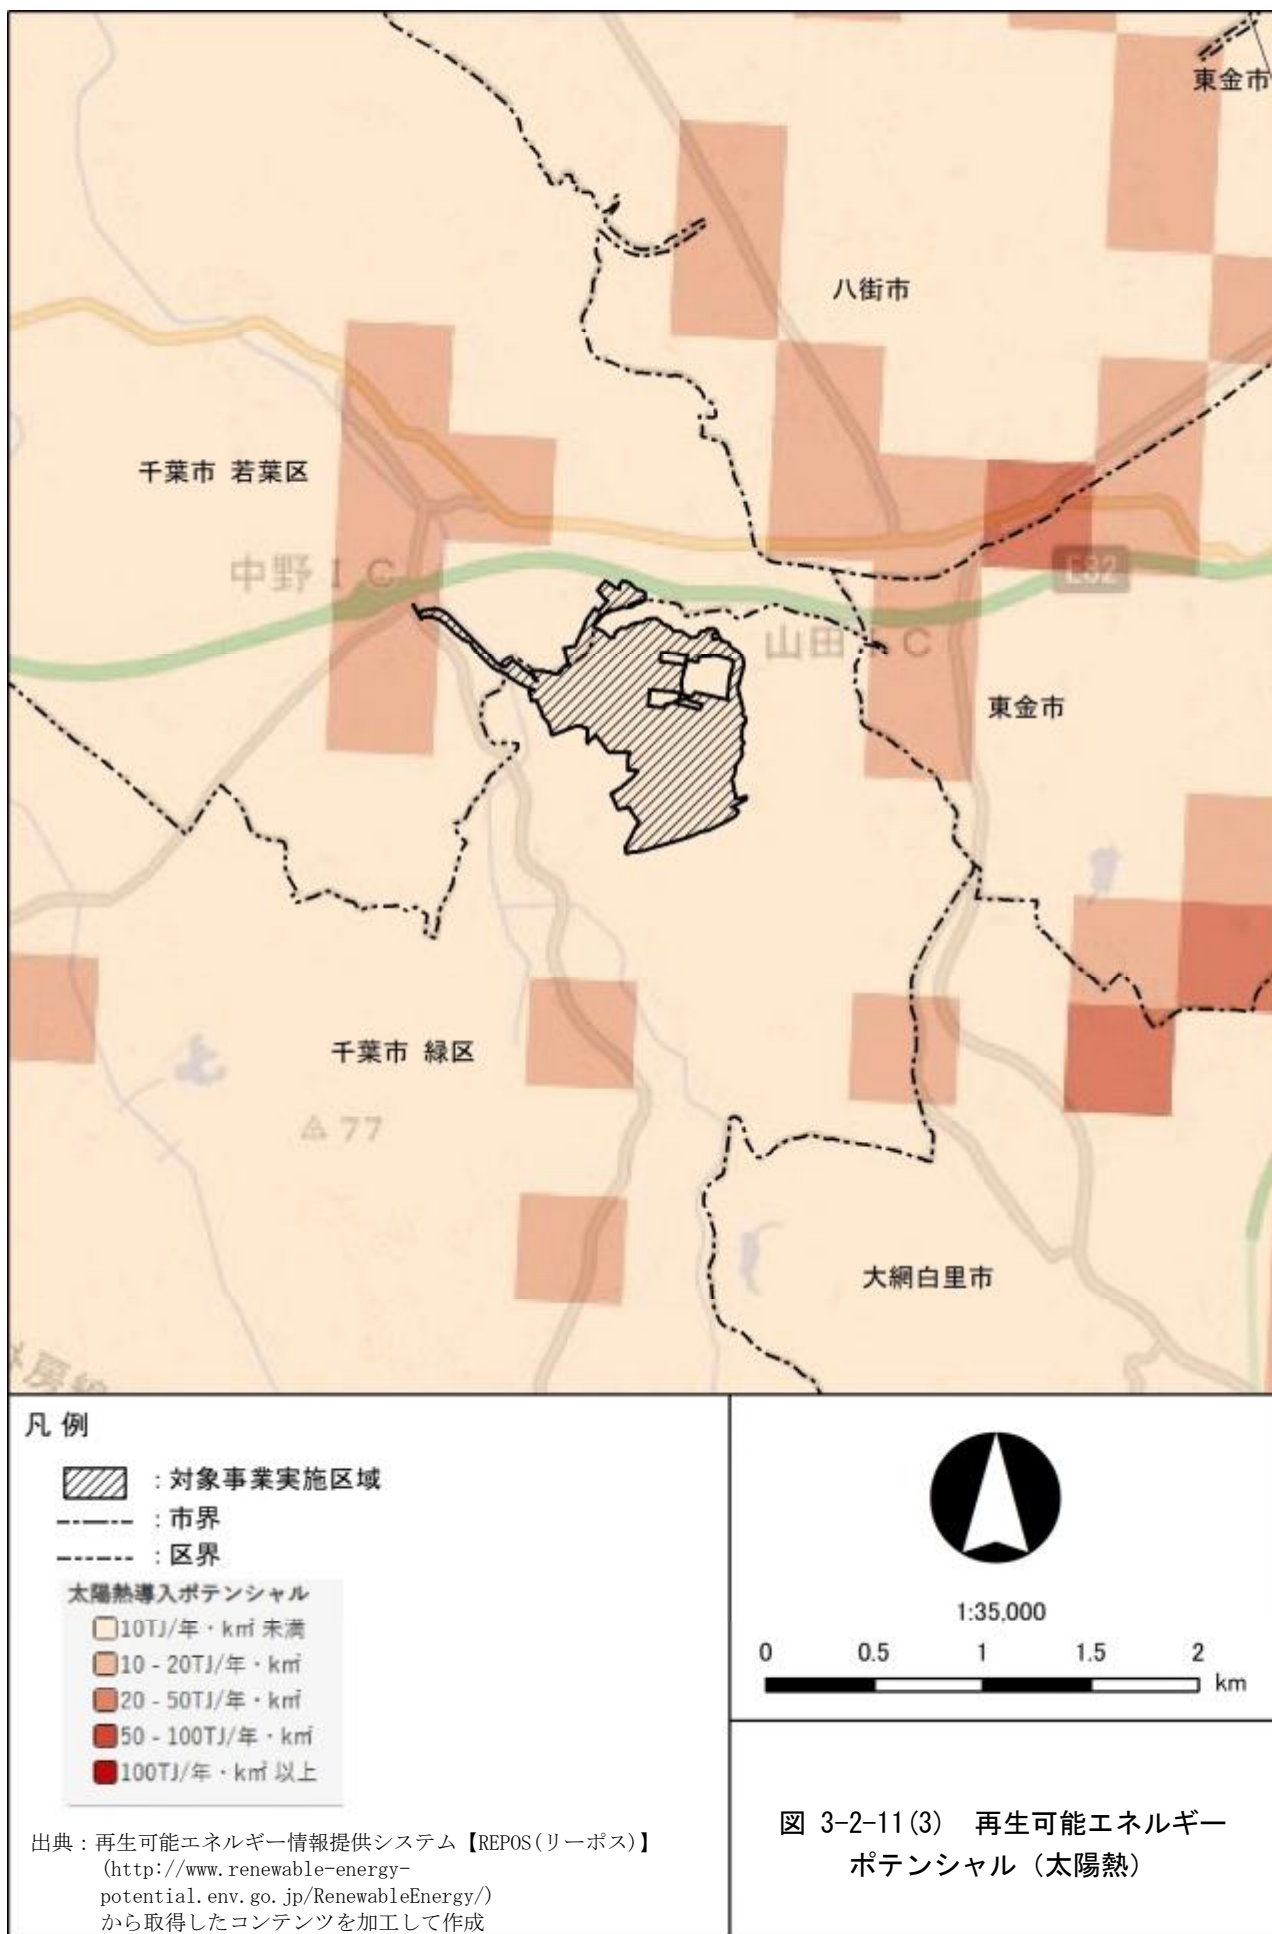 東金市
八街市
千葉市 若葉区
中野IC
E32
山田IC
東金市
千葉市 緑区
77
大網白里市
凡 例
：対象事業実施区域
：市界
：区界
太陽熱導入ポテンシャル
10TJ/年・k㎡ 未満
10 - 20TJ/年・k㎡
20 - 50TJ/年・k㎡
50 - 100TJ/年・k㎡
100TJ/年・k㎡ 以上
出典：再生可能エネルギー情報提供システム【REPOS(リーポス)】
(http://www.renewable-energy-
potential.env.go.jp/RenewableEnergy/)
から取得したコンテンツを加工して作成
1:35,000
0 0.5 1 1.5 2
km
図 3-2-11(3) 再生可能エネルギー
ポテンシャル（太陽熱）